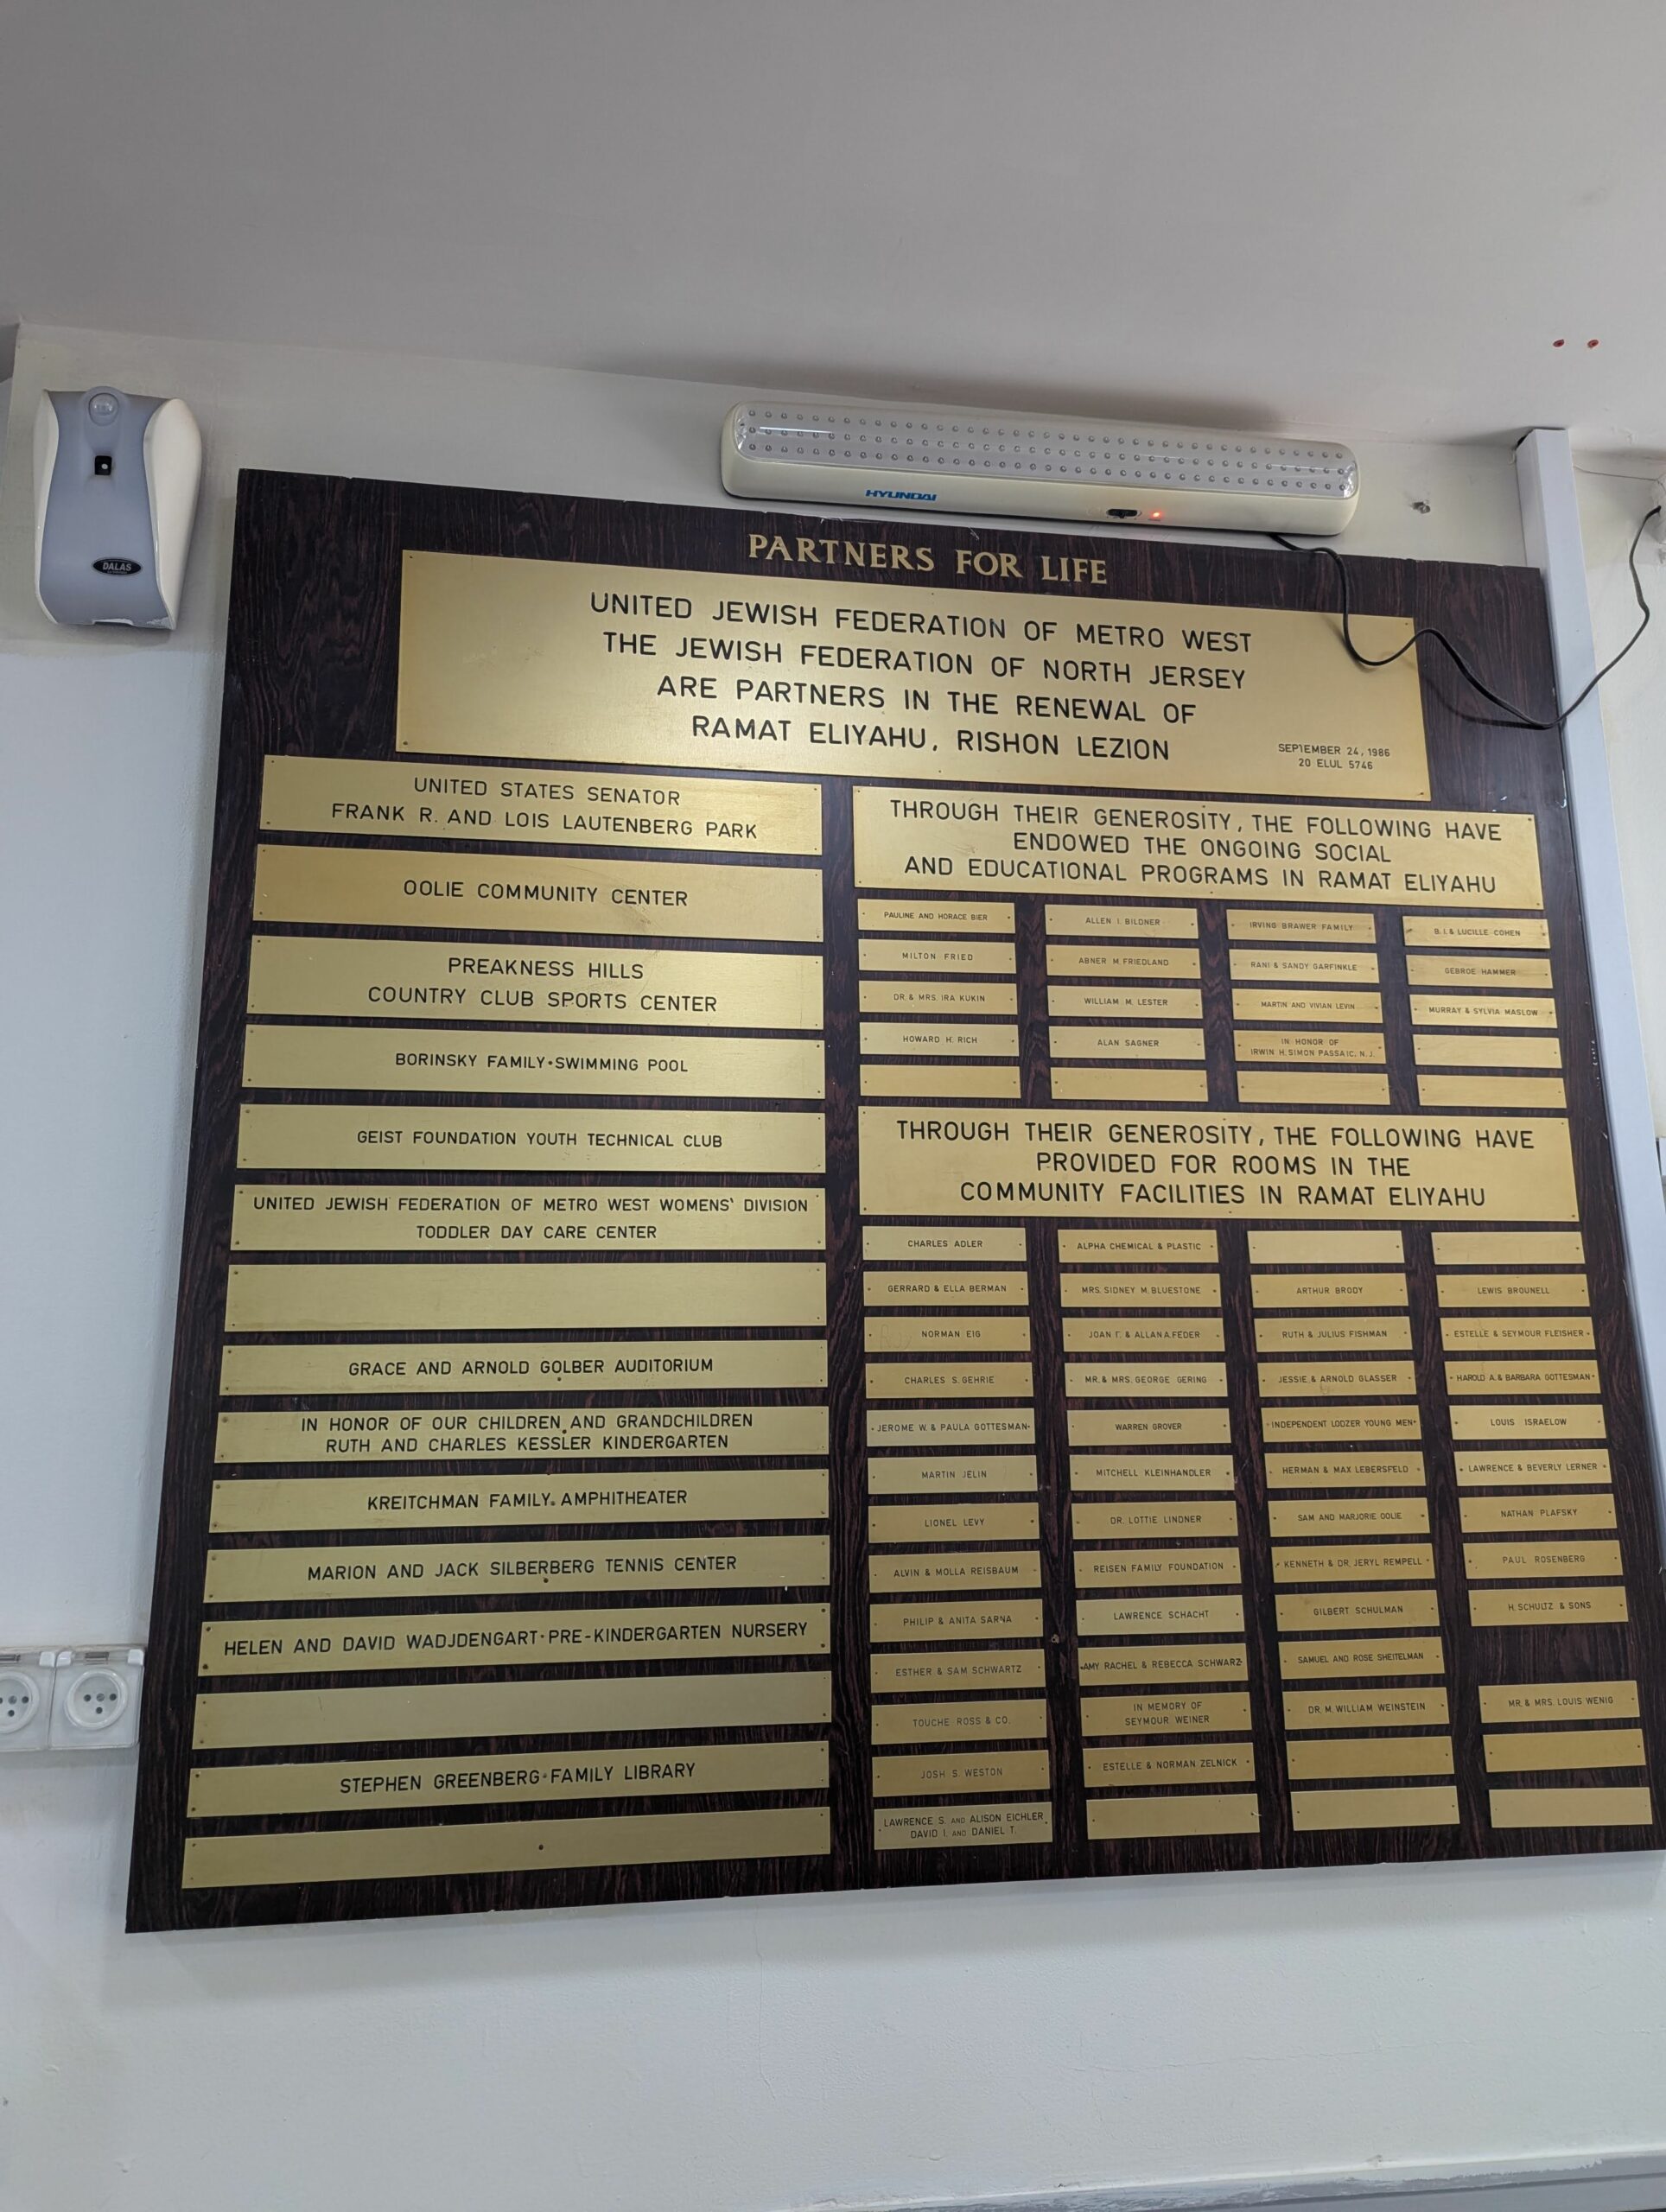 DALAS
HYUNDAI
PARTNERS FOR LIFE
UNITED JEWISH FEDERATION OF METRO WEST
THE JEWISH FEDERATION OF NORTH JERSEY
ARE PARTNERS IN THE RENEWAL OF
RAMAT ELIYAHU, RISHON LEZION
SEPTEMBER 24, 1986
20 ELUL 5746
UNITED STATES SENATOR
FRANK R. AND LOIS LAUTENBERG PARK
OOLIE COMMUNITY CENTER
PREAKNESS HILLS
COUNTRY CLUB SPORTS CENTER
BORINSKY FAMILY·SWIMMING POOL
GEIST FOUNDATION YOUTH TECHNICAL CLUB
UNITED JEWISH FEDERATION OF METRO WEST WOMENS' DIVISION
TODDLER DAY CARE CENTER
GRACE AND ARNOLD GOLBER AUDITORIUM
IN HONOR OF OUR CHILDREN AND GRANDCHILDREN
RUTH AND CHARLES KESSLER KINDERGARTEN
KREITCHMAN FAMILY AMPHITHEATER
MARION AND JACK SILBERBERG TENNIS CENTER
HELEN AND DAVID WADJDENGART·PRE-KINDERGARTEN NURSERY
STEPHEN GREENBERG·FAMILY LIBRARY
THROUGH THEIR GENEROSITY, THE FOLLOWING HAVE
ENDOWED THE ONGOING SOCIAL
AND EDUCATIONAL PROGRAMS IN RAMAT ELIYAHU
PAULINE AND HORACE BIER
ALLEN I. BILDNER
IRVING BRAWER FAMILY
B. I. & LUCILLE COHEN
MILTON FRIED
ABNER M. FRIEDLAND
RANI & SANDY GARFINKLE
GEBROE HAMMER
DR. & MRS. IRA KUKIN
WILLIAM M. LESTER
MARTIN AND VIVIAN LEVIN
MURRAY & SYLVIA MASLOW
HOWARD H. RICH
ALAN SAGNER
IN HONOR OF
IRWIN H. SIMON PASSAIC, N.J.
THROUGH THEIR GENEROSITY, THE FOLLOWING HAVE
PROVIDED FOR ROOMS IN THE
COMMUNITY FACILITIES IN RAMAT ELIYAHU
CHARLES ADLER
ALPHA CHEMICAL & PLASTIC
GERRARD & ELLA BERMAN
MRS. SIDNEY M. BLUESTONE
ARTHUR BRODY
LEWIS BROUNELL
NORMAN EIG
JOAN F. & ALLAN A. FEDER
RUTH & JULIUS FISHMAN
ESTELLE & SEYMOUR FLEISHER
CHARLES S. GEHRIE
MR. & MRS. GEORGE GERING
JESSIE & ARNOLD GLASSER
HAROLD A. & BARBARA GOTTESMAN
JEROME W. & PAULA GOTTESMAN
WARREN GROVER
INDEPENDENT LODZER YOUNG MEN
LOUIS ISRAELOW
MARTIN JELIN
MITCHELL KLEINHANDLER
HERMAN & MAX LEBERSFELD
LAWRENCE & BEVERLY LERNER
LIONEL LEVY
DR. LOTTIE LINDNER
SAM AND MARJORIE OOLIE
NATHAN PLAFSKY
ALVIN & MOLLA REISBAUM
REISEN FAMILY FOUNDATION
KENNETH & DR. JERYL REMPELL
PAUL ROSENBERG
PHILIP & ANITA SARNA
LAWRENCE SCHACHT
GILBERT SCHULMAN
H. SCHULTZ & SONS
ESTHER & SAM SCHWARTZ
AMY RACHEL & REBECCA SCHWARZ
SAMUEL AND ROSE SHEITELMAN
TOUCHE ROSS & CO.
IN MEMORY OF
SEYMOUR WEINER
DR. M. WILLIAM WEINSTEIN
MR. & MRS. LOUIS WENIG
JOSH S. WESTON
ESTELLE & NORMAN ZELNICK
LAWRENCE S. AND ALISON EICHLER
DAVID I. AND DANIEL T.